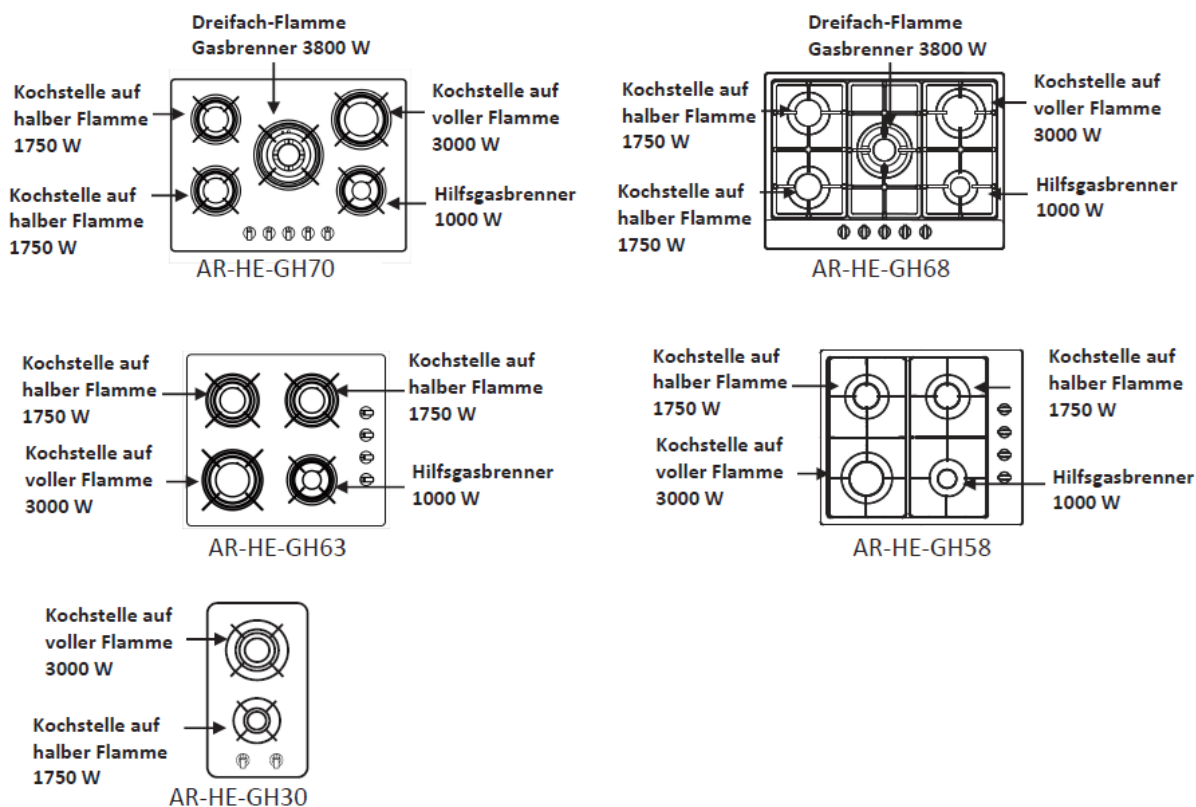 Dreifach-Flamme
Gasbrenner 3800 W
Kochstelle auf
halber Flamme
1750 W
Kochstelle auf
voller Flamme
3000 W
Kochstelle auf
halber Flamme
1750 W
Hilfsgasbrenner
1000 W
AR-HE-GH70
Dreifach-Flamme
Gasbrenner 3800 W
Kochstelle auf
halber Flamme
1750 W
Kochstelle auf
voller Flamme
3000 W
Kochstelle auf
halber Flamme
1750 W
Hilfsgasbrenner
1000 W
AR-HE-GH68
Kochstelle auf
halber Flamme
1750 W
Kochstelle auf
halber Flamme
1750 W
Kochstelle auf
voller Flamme
3000 W
Hilfsgasbrenner
1000 W
AR-HE-GH63
Kochstelle auf
halber Flamme
1750 W
Kochstelle auf
halber Flamme
1750 W
Kochstelle auf
voller Flamme
3000 W
Hilfsgasbrenner
1000 W
AR-HE-GH58
Kochstelle auf
voller Flamme
3000 W
Kochstelle auf
halber Flamme
1750 W
AR-HE-GH30